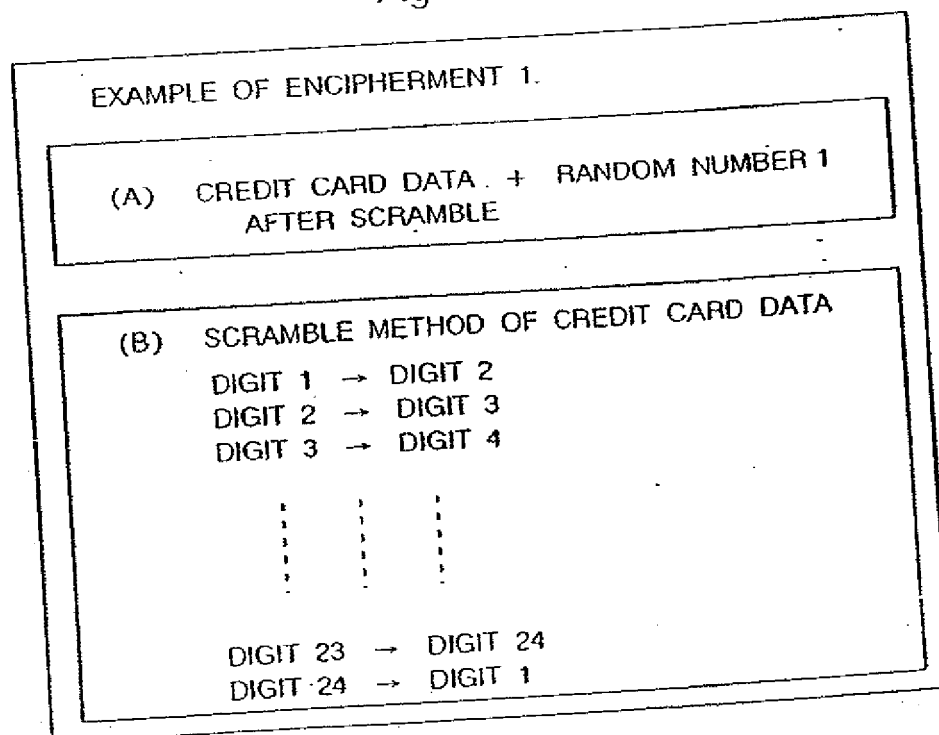 EXAMPLE OF ENCIPHERMENT 1.
(A) CREDIT CARD DATA + RANDOM NUMBER 1
AFTER SCRAMBLE
(B) SCRAMBLE METHOD OF CREDIT CARD DATA
DIGIT 1 → DIGIT 2
DIGIT 2 → DIGIT 3
DIGIT 3 → DIGIT 4
DIGIT 23 → DIGIT 24
DIGIT 24 → DIGIT 1